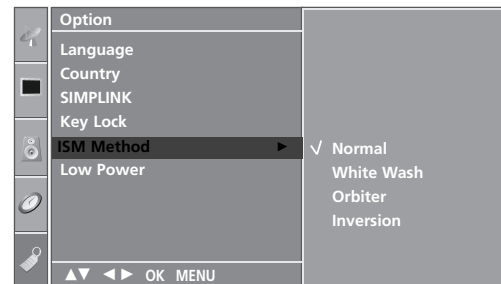 Option
Language
Country
SIMPLINK
Key Lock
ISM Method ►
Low Power
√ Normal
White Wash
Orbiter
Inversion
▲▼ ◄► OK MENU